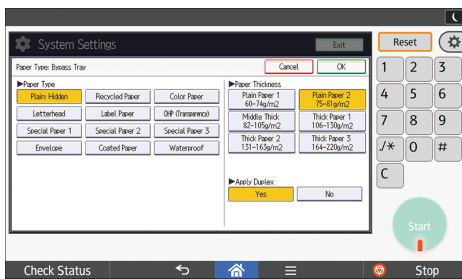 System Settings
Exit
Paper Type: Bypass Tray
Cancel
OK
▶Paper Type
Plain: Hidden
Recycled Paper
Color Paper
Letterhead
Label Paper
OHP (Transparency)
Special Paper 1
Special Paper 2
Special Paper 3
Envelope
Coated Paper
Waterproof
▶Paper Thickness
Plain Paper 1
60-74g/m2
Plain Paper 2
75-81g/m2
Middle Thick
82-105g/m2
Thick Paper 1
106-130g/m2
Thick Paper 2
131-163g/m2
Thick Paper 3
164-220g/m2
▶Apply Duplex
Yes
No
Reset
1
2
3
4
5
6
7
8
9
./*
0
#
C
Start
Check Status
Stop